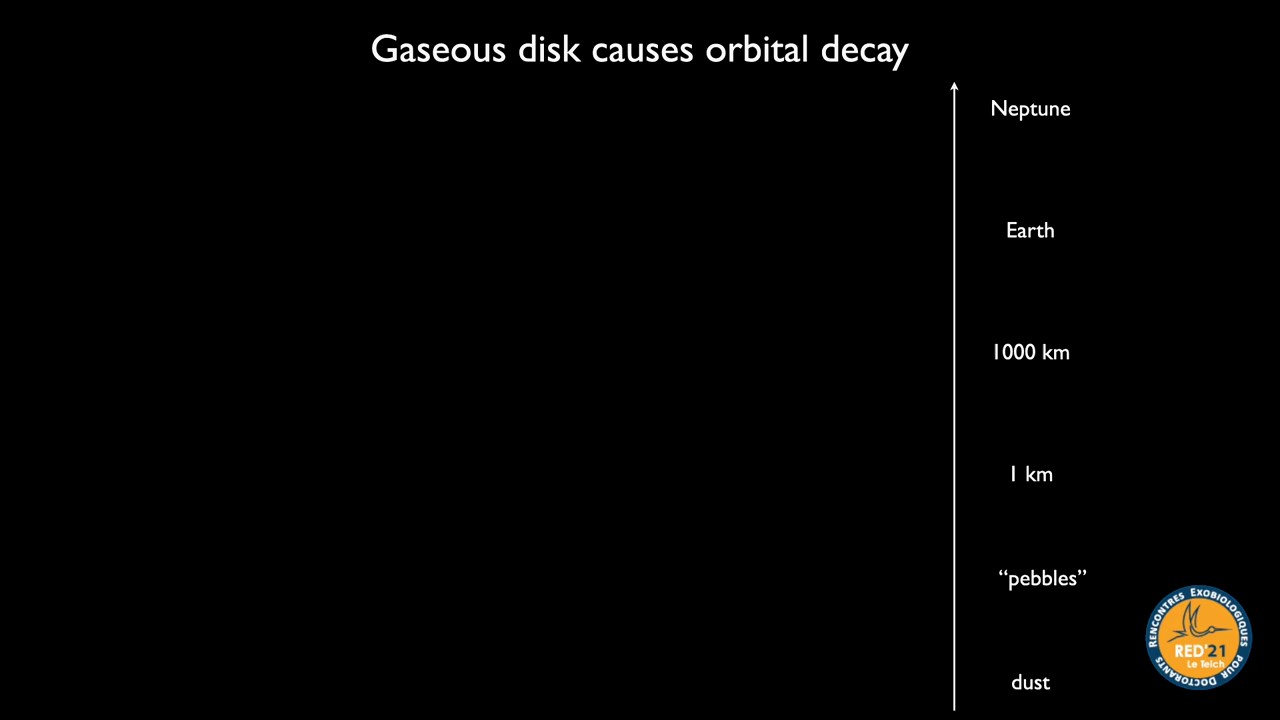 Gaseous disk causes orbital decay
Neptune
Earth
1000 km
1 km
“pebbles”
dust
RENCONTRES EXOBIOLOGIQUES POUR DOCTORANTS
RED'21
Le Teich